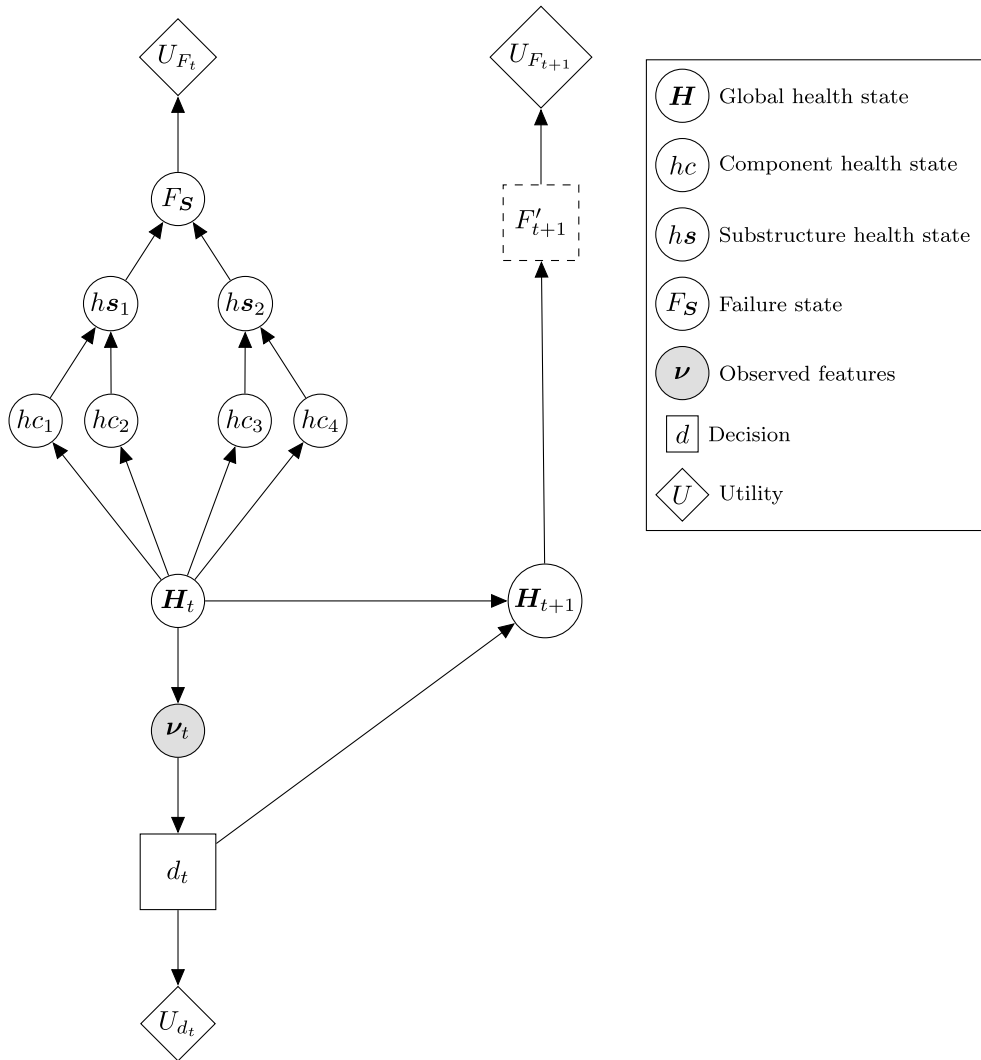 U_{F_t}
U_{F_{t+1}}
F_𝑺
F′_{t+1}
h𝒔_1
h𝒔_2
hc_1
hc_2
hc_3
hc_4
𝑯_t
𝑯_{t+1}
𝝂_t
d_t
U_{d_t}
𝑯 Global health state
hc Component health state
h𝒔 Substructure health state
F_𝑺 Failure state
𝝂 Observed features
d Decision
U Utility